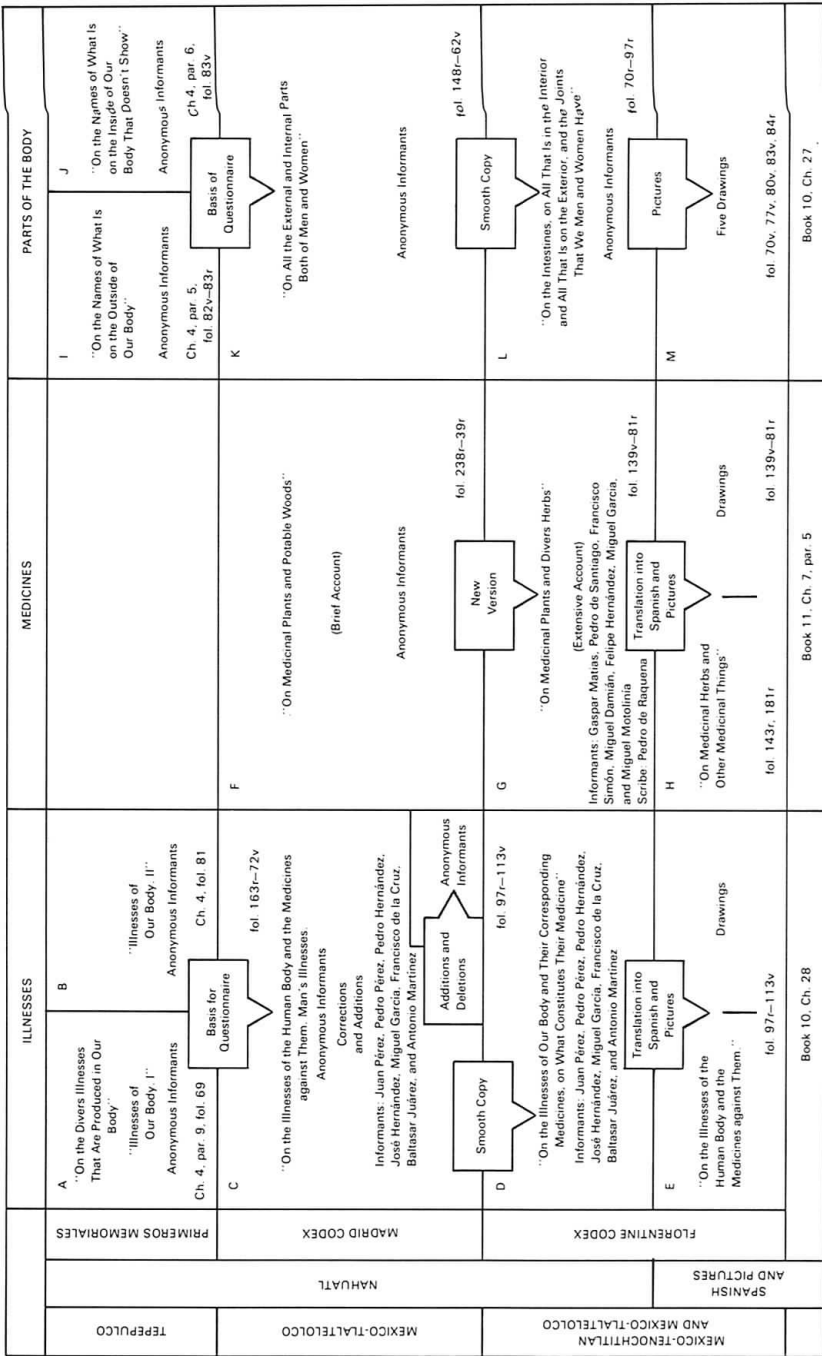 ILLNESSES
MEDICINES
PARTS OF THE BODY
TEPEPULCO
MEXICO-TLALTELOLCO
MEXICO-TENOCHTITLAN
AND MEXICO-TLALTELOLCO
NAHUATL
SPANISH
AND PICTURES
PRIMEROS MEMORIALES
MADRID CODEX
FLORENTINE CODEX
A
"On the Divers Illnesses
That Are Produced in Our
Body"
"Illnesses of
Our Body, I"
Anonymous Informants
Ch. 4, par. 9, fol. 69
B
"Illnesses of
Our Body, II"
Anonymous Informants
Ch. 4, fol. 81
Basis for
Questionnaire
C
fol. 163r–72v
"On the Illnesses of the Human Body and the Medicines
against Them. Man's Illnesses.
Anonymous Informants
Corrections
and Additions
Informants: Juan Pérez, Pedro Pérez, Pedro Hernández,
José Hernández, Miguel García, Francisco de la Cruz,
Baltasar Juárez, and Antonio Martínez
Additions and
Deletions
Anonymous
Informants
Smooth Copy
D
fol. 97r–113v
"On the Illnesses of Our Body and Their Corresponding
Medicines, on What Constitutes Their Medicine"
Informants: Juan Pérez, Pedro Pérez, Pedro Hernández,
José Hernández, Miguel García, Francisco de la Cruz,
Baltasar Juárez, and Antonio Martínez
Translation into
Spanish and
Pictures
E
"On the Illnesses of the
Human Body and the
Medicines against Them."
Drawings
fol. 97r–113v
Book 10, Ch. 28
F
"On Medicinal Plants and Potable Woods"
(Brief Account)
Anonymous Informants
fol. 238r–39r
New
Version
G
"On Medicinal Plants and Divers Herbs"
(Extensive Account)
Informants: Gaspar Matías, Pedro de Santiago, Francisco
Simón, Miguel Damián, Felipe Hernández, Miguel García,
and Miguel Motolinía
Scribe: Pedro de Raquena
fol. 139v–81r
Translation into
Spanish and
Pictures
H
"On Medicinal Herbs and
Other Medicinal Things"
fol. 143r, 181r
Drawings
fol. 139v–81r
Book 11, Ch. 7, par. 5
I
"On the Names of What Is
on the Outside of
Our Body"
Anonymous Informants
Ch. 4, par. 5,
fol. 82v–83r
J
"On the Names of What Is
on the Inside of Our
Body That Doesn't Show"
Anonymous Informants
Ch 4, par. 6,
fol. 83v
Basis of
Questionnaire
K
"On All the External and Internal Parts
Both of Men and Women"
Anonymous Informants
fol. 148r–62v
Smooth Copy
L
"On the Intestines, on All That Is in the Interior
and All That Is on the Exterior, and the Joints
That We Men and Women Have"
Anonymous Informants
fol. 70r–97r
Pictures
M
Five Drawings
fol. 70v, 77v, 80v, 83v, 84r
Book 10, Ch. 27